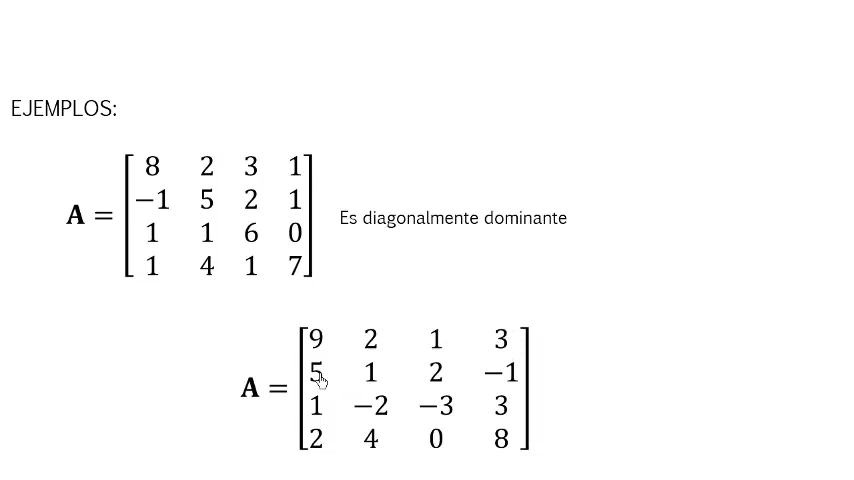 EJEMPLOS:
8 2 3 1
−1 5 2 1
A = 1 1 6 0
1 4 1 7
Es diagonalmente dominante
9 2 1 3
5 1 2 −1
A = 1 −2 −3 3
2 4 0 8